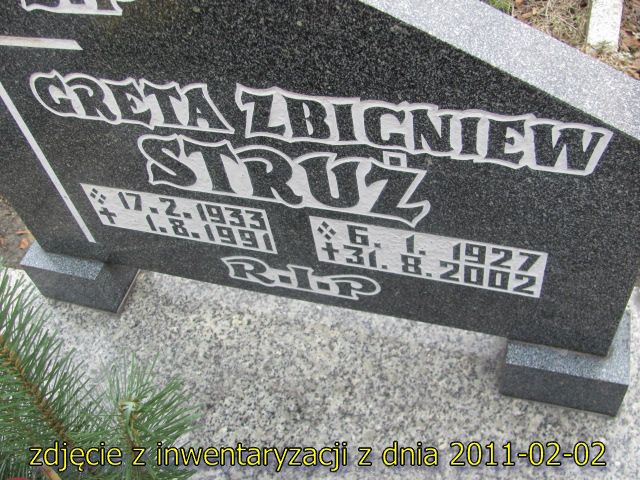 GRETA ZBIGNIEW
STRUŻ
17.2.1933 6.1.1927
+ 1.8.1991 +31.8.2002
R.I.P
zdjęcie z inwentaryzacji z dnia 2011-02-02